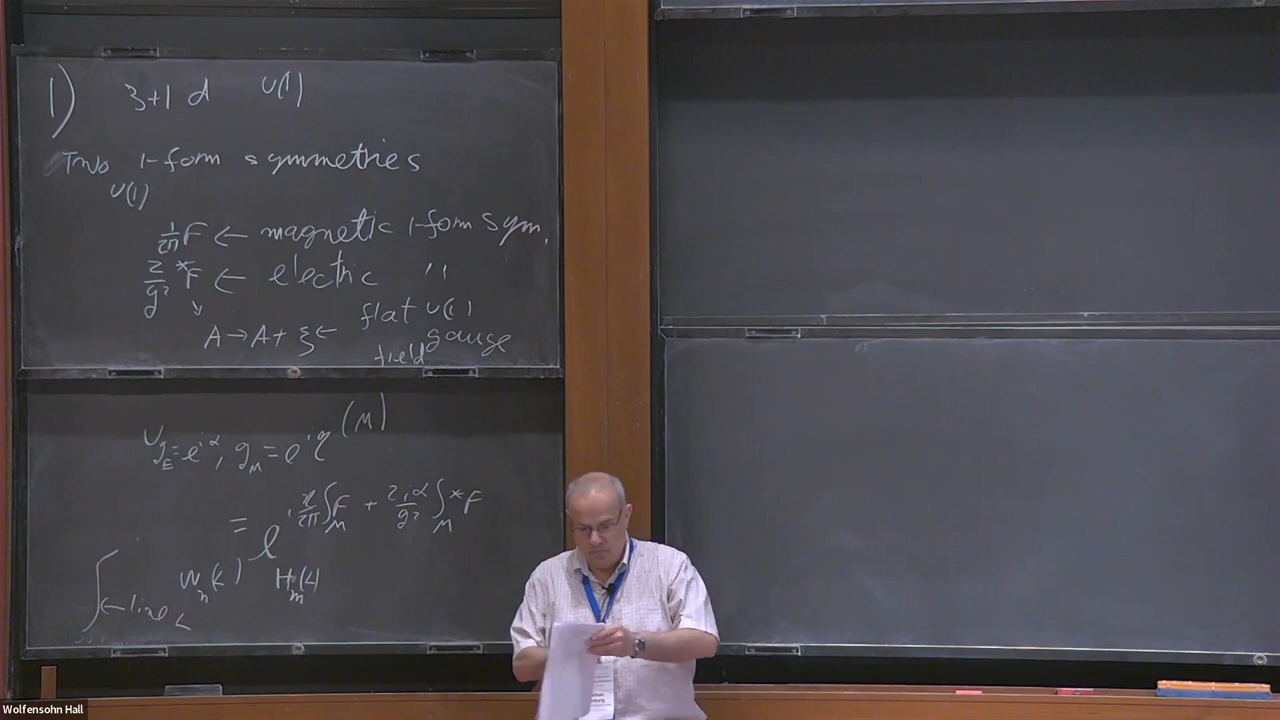 1) 3+1 d U(1)
Two 1-form symmetries
U(1)
1/2π F ← magnetic 1-form sym.
2/g² *F ← electric "
↘ flat U(1)
A → A + ξ ← gauge
field
U g_E = e^{iα}, g_M = e^{iη} (M)
= e^{i η/2π ∫_M F + 2iα/g² ∫_M *F}
W_n(L) H_m(L)
← line L
Wolfensohn Hall